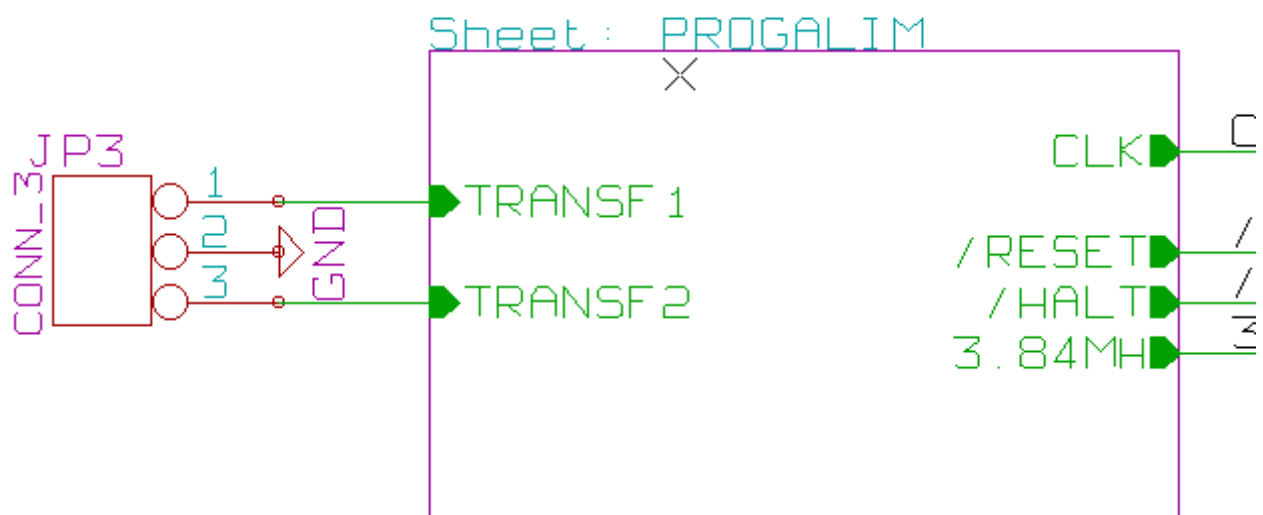 Sheet: PROGALIM
JP3
CONN_3
1
2
3
GND
TRANSF1
TRANSF2
CLK
/RESET
/HALT
3.84MH